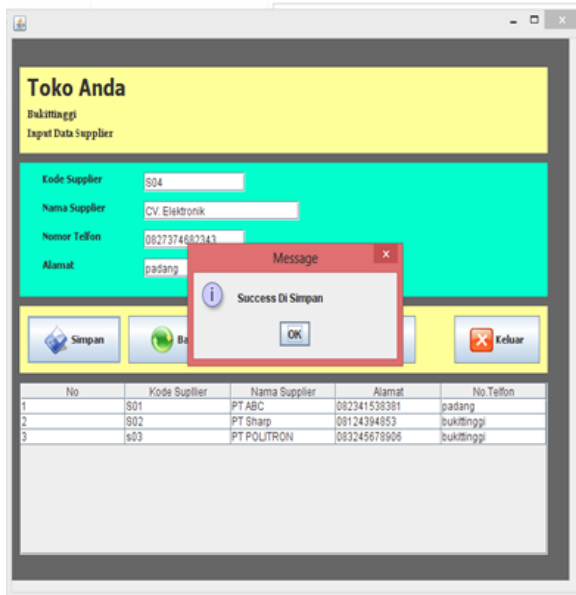 Toko Anda
Bukittinggi
Input Data Supplier
Kode Supplier S04
Nama Supplier CV. Elektronik
Nomor Telfon 0827374682343
Alamat padang
Message
Success Di Simpan
OK
Simpan Ba Keluar
No Kode Supllier Nama Supplier Alamat No.Telfon
1 S01 PT ABC 082341538381 padang
2 S02 PT Sharp 08124394853 bukittinggi
3 s03 PT POLITRON 083245678906 bukittinggi